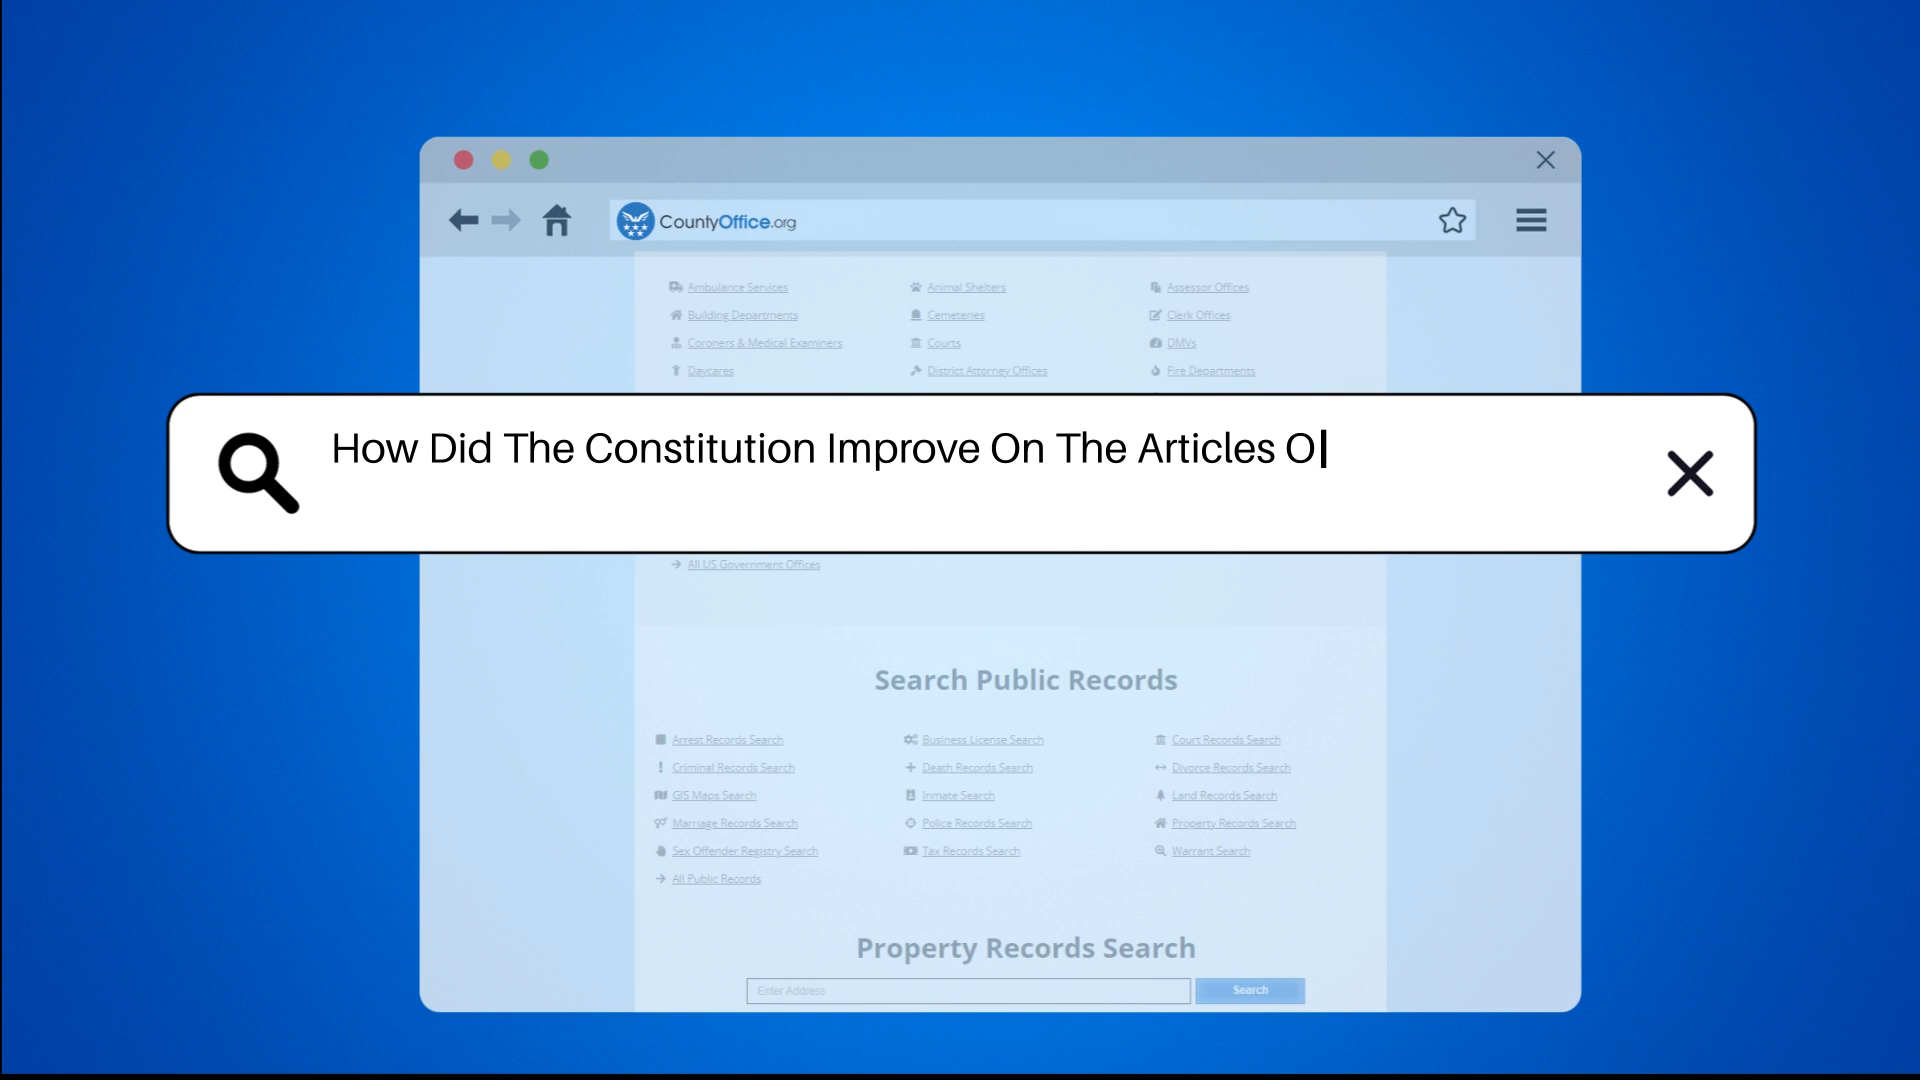 CountyOffice.org
Ambulance Services Animal Shelters Assessor Offices
Building Departments Cemeteries Clerk Offices
Coroners & Medical Examiners Courts DMVs
Daycares District Attorney Offices Fire Departments
How Did The Constitution Improve On The Articles O
All US Government Offices
Search Public Records
Arrest Records Search Business License Search Court Records Search
Criminal Records Search Death Records Search Divorce Records Search
GIS Maps Search Inmate Search Land Records Search
Marriage Records Search Police Records Search Property Records Search
Sex Offender Registry Search Tax Records Search Warrant Search
All Public Records
Property Records Search
Enter Address Search